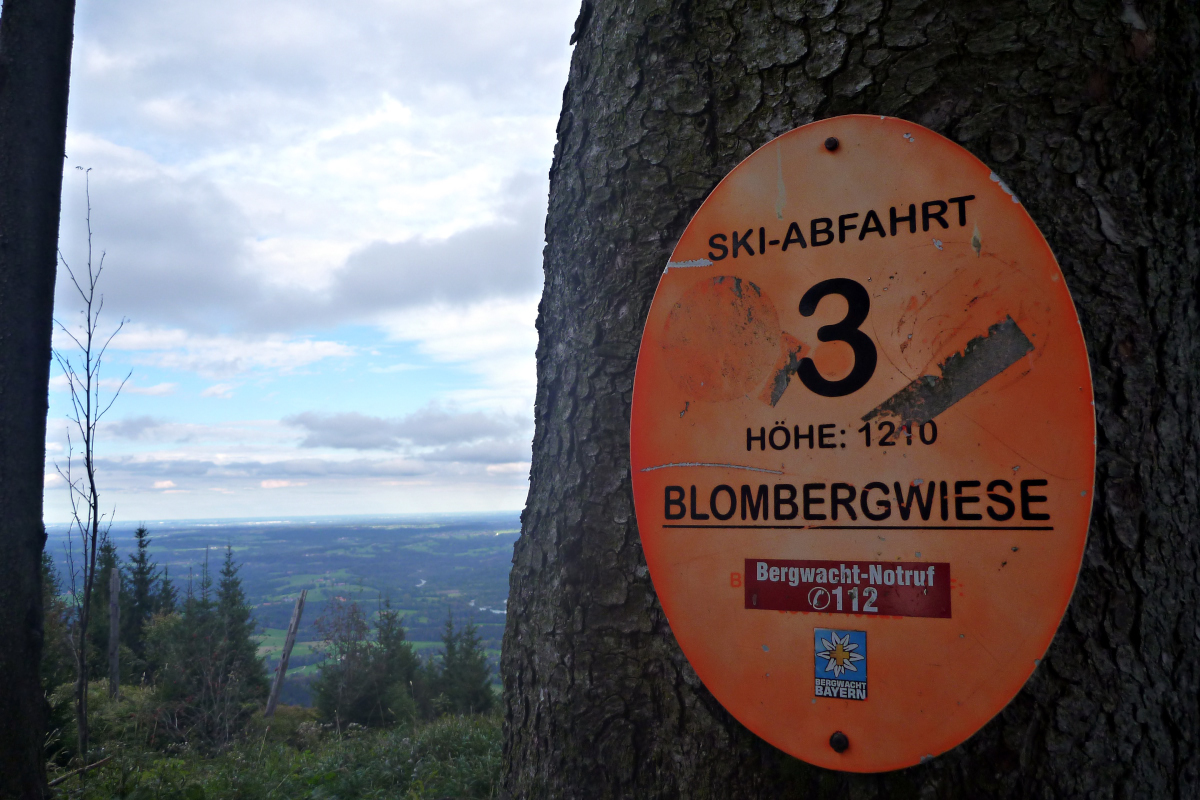 SKI-ABFAHRT
3
HÖHE: 1210
BLOMBERGWIESE
Bergwacht-Notruf
✆112
BERGWACHT
BAYERN